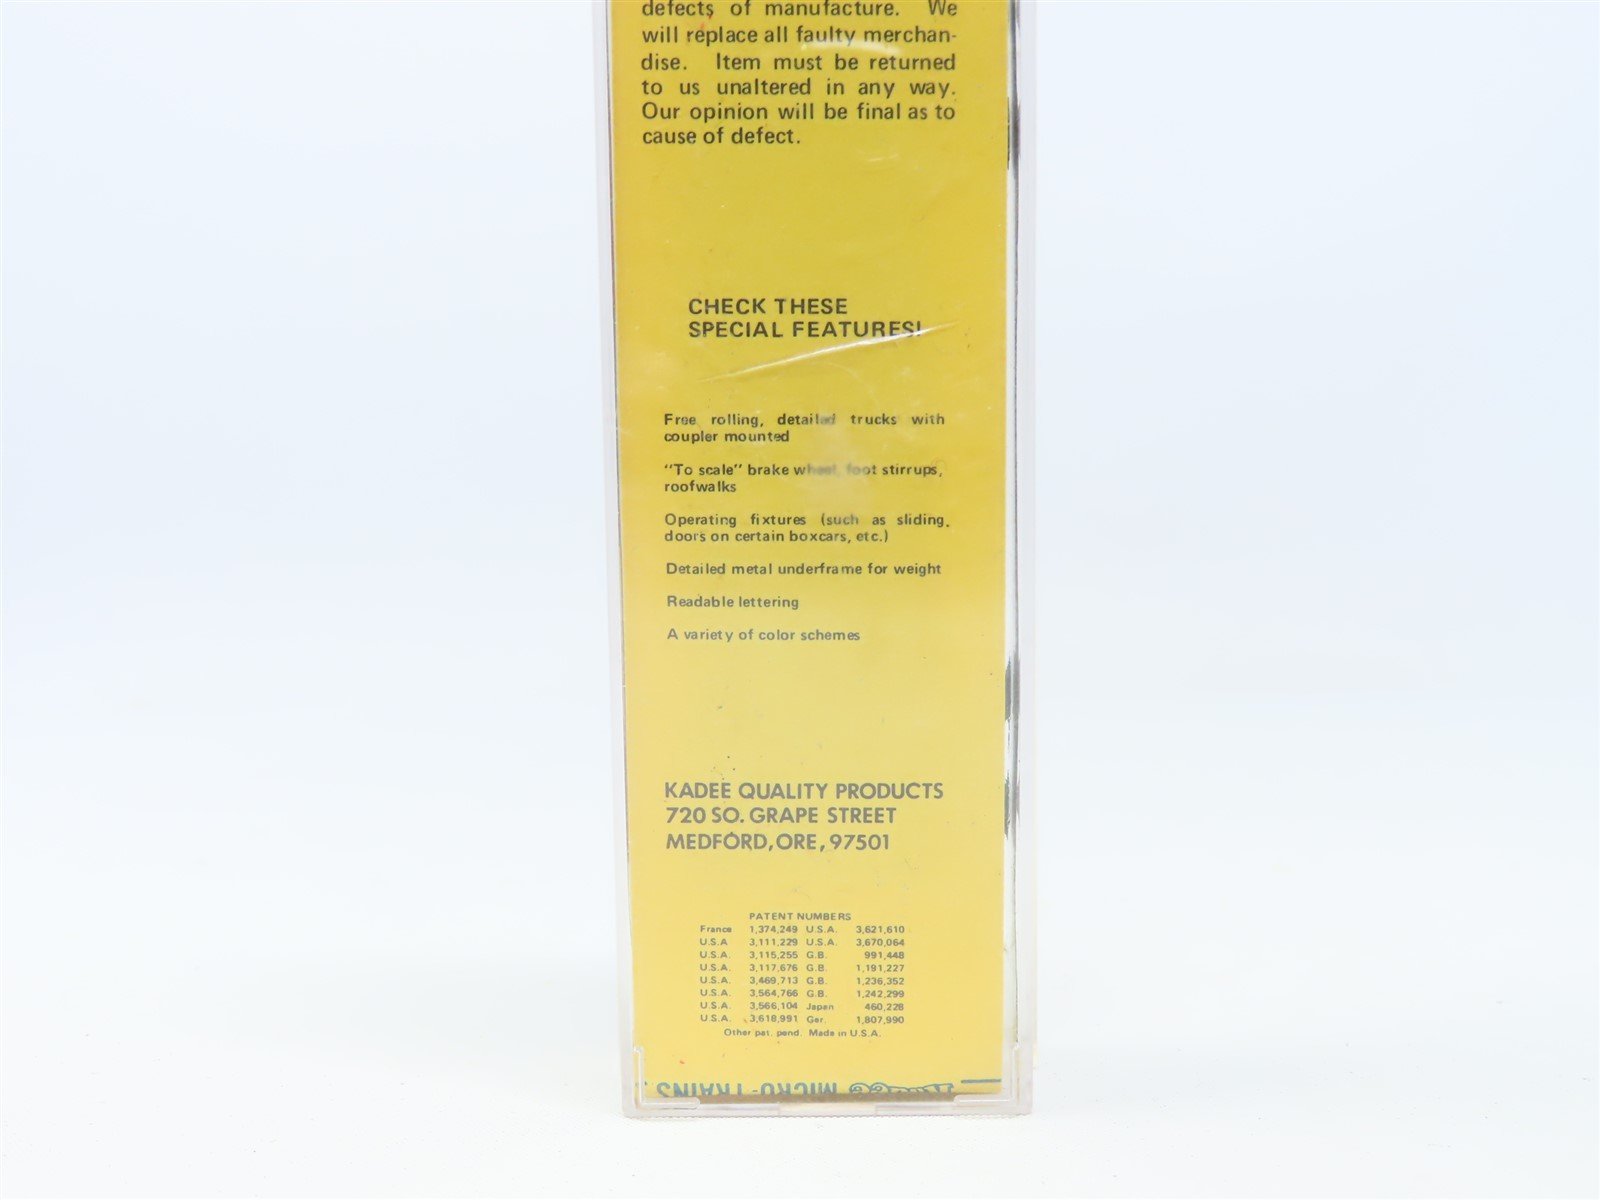 defects of manufacture. We
will replace all faulty merchan-
dise. Item must be returned
to us unaltered in any way.
Our opinion will be final as to
cause of defect.
CHECK THESE
SPECIAL FEATURES!
Free rolling, detailed trucks with
coupler mounted
"To scale" brake wheel, foot stirrups,
roofwalks
Operating fixtures (such as sliding,
doors on certain boxcars, etc.)
Detailed metal underframe for weight
Readable lettering
A variety of color schemes
KADEE QUALITY PRODUCTS
720 SO. GRAPE STREET
MEDFORD, ORE, 97501
PATENT NUMBERS
France 1,374,249 U.S.A. 3,621,610
U.S.A 3,111,229 U.S.A. 3,670,064
U.S.A. 3,115,255 G.B. 991,448
U.S.A. 3,117,676 G.B. 1,191,227
U.S.A. 3,469,713 G.B. 1,236,352
U.S.A. 3,564,766 G.B. 1,242,299
U.S.A. 3,566,104 Japan 460,228
U.S.A. 3,618,991 Ger. 1,807,990
Other pat. pend. Made in U.S.A.
MICRO-TRAINS